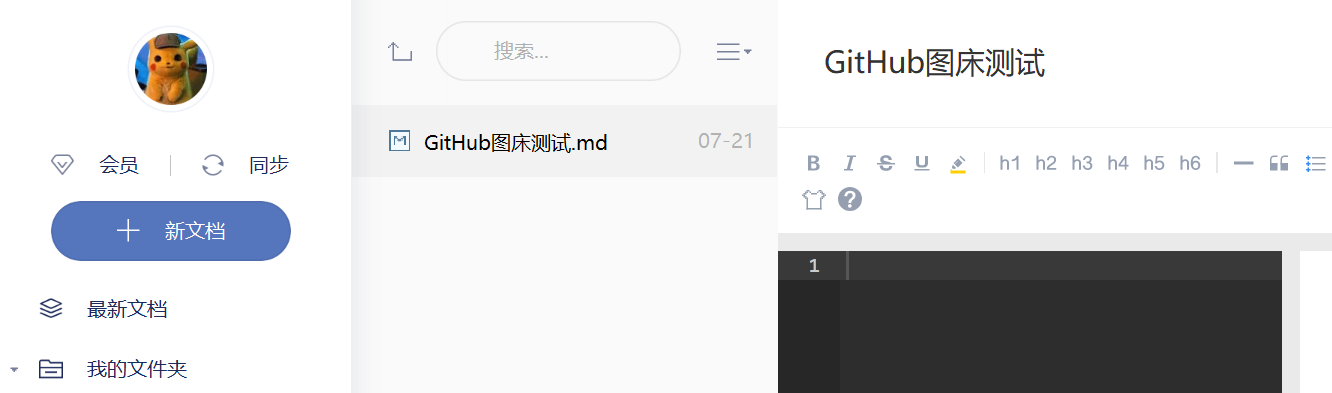 会员
同步
新文档
最新文档
我的文件夹
搜索...
GitHub图床测试.md 07-21
GitHub图床测试
B I S U h1 h2 h3 h4 h5 h6
?
1